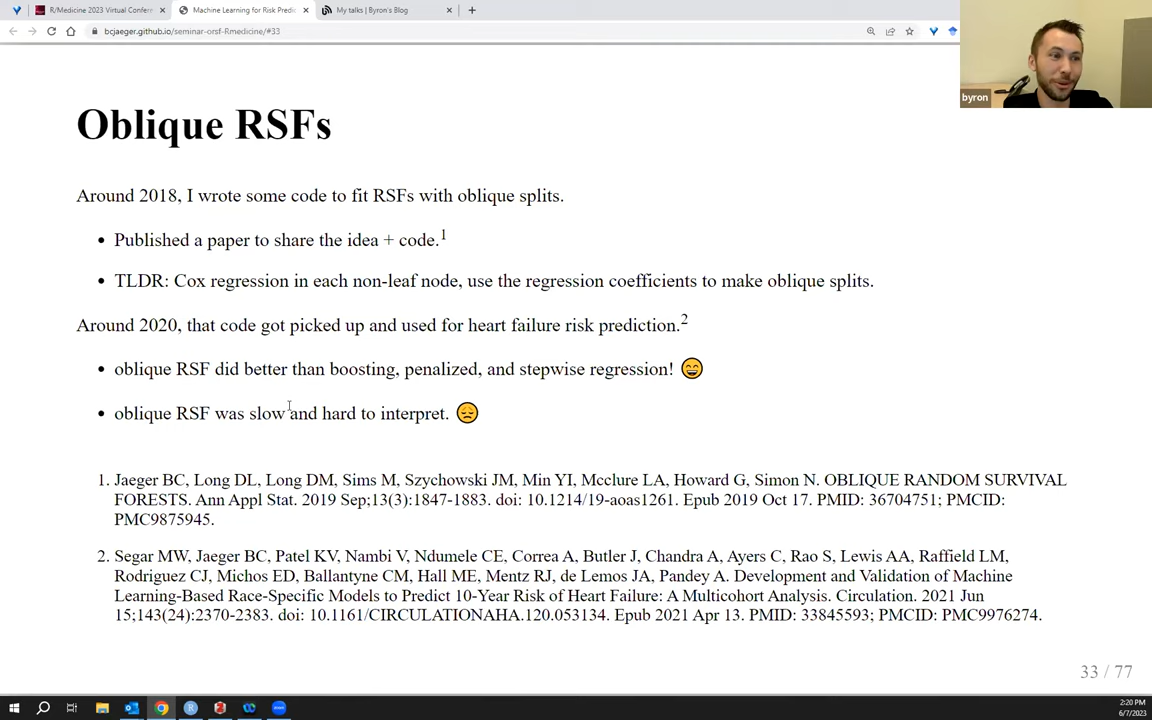 R/Medicine 2023 Virtual Confer
Machine Learning for Risk Predic
My talks | Byron's Blog
bcjaeger.github.io/seminar-orsf-Rmedicine/#33
byron
Oblique RSFs
Around 2018, I wrote some code to fit RSFs with oblique splits.
• Published a paper to share the idea + code.1
• TLDR: Cox regression in each non-leaf node, use the regression coefficients to make oblique splits.
Around 2020, that code got picked up and used for heart failure risk prediction.2
• oblique RSF did better than boosting, penalized, and stepwise regression! 😄
• oblique RSF was slow and hard to interpret. 😞
1. Jaeger BC, Long DL, Long DM, Sims M, Szychowski JM, Min YI, Mcclure LA, Howard G, Simon N. OBLIQUE RANDOM SURVIVAL
FORESTS. Ann Appl Stat. 2019 Sep;13(3):1847-1883. doi: 10.1214/19-aoas1261. Epub 2019 Oct 17. PMID: 36704751; PMCID:
PMC9875945.
2. Segar MW, Jaeger BC, Patel KV, Nambi V, Ndumele CE, Correa A, Butler J, Chandra A, Ayers C, Rao S, Lewis AA, Raffield LM,
Rodriguez CJ, Michos ED, Ballantyne CM, Hall ME, Mentz RJ, de Lemos JA, Pandey A. Development and Validation of Machine
Learning-Based Race-Specific Models to Predict 10-Year Risk of Heart Failure: A Multicohort Analysis. Circulation. 2021 Jun
15;143(24):2370-2383. doi: 10.1161/CIRCULATIONAHA.120.053134. Epub 2021 Apr 13. PMID: 33845593; PMCID: PMC9976274.
33 / 77
2:20 PM
6/7/2023